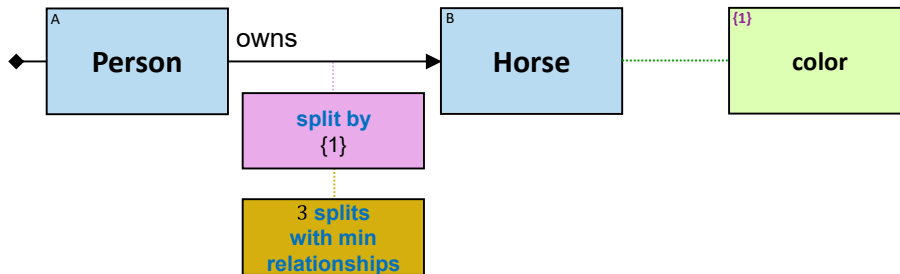 A
Person
owns
B
Horse
{1}
color
split by
{1}
3 splits
with min
relationships